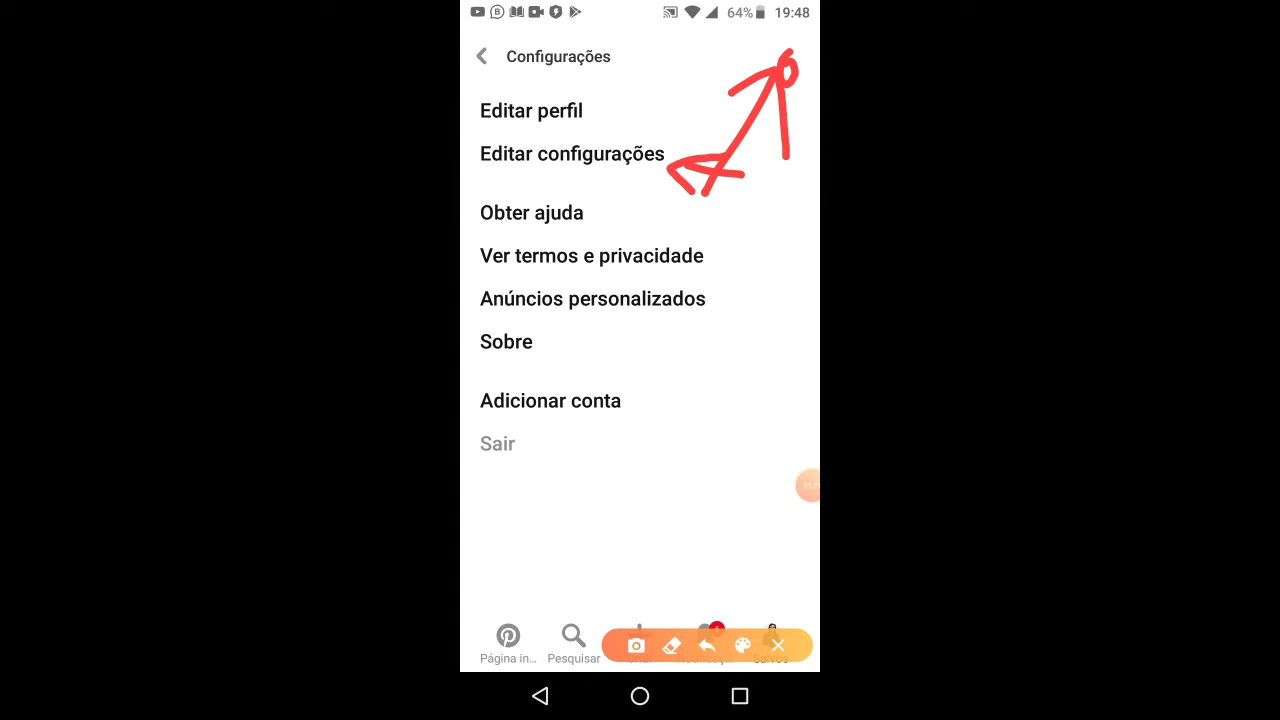 64% 19:48
Configurações
Editar perfil
Editar configurações
Obter ajuda
Ver termos e privacidade
Anúncios personalizados
Sobre
Adicionar conta
Sair
Página in... Pesquisar Salvos